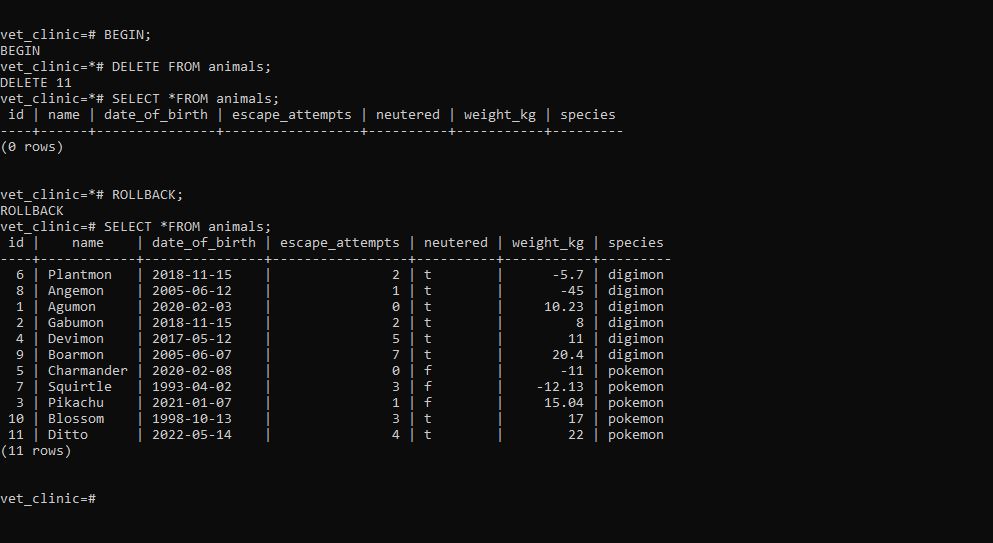 vet_clinic=# BEGIN;
BEGIN
vet_clinic=*# DELETE FROM animals;
DELETE 11
vet_clinic=*# SELECT *FROM animals;
 id | name | date_of_birth | escape_attempts | neutered | weight_kg | species
----+------+---------------+-----------------+----------+-----------+---------
(0 rows)
vet_clinic=*# ROLLBACK;
ROLLBACK
vet_clinic=# SELECT *FROM animals;
 id |    name    | date_of_birth | escape_attempts | neutered | weight_kg | species
----+------------+---------------+-----------------+----------+-----------+---------
  6 | Plantmon   | 2018-11-15    |               2 | t        |      -5.7 | digimon
  8 | Angemon    | 2005-06-12    |               1 | t        |       -45 | digimon
  1 | Agumon     | 2020-02-03    |               0 | t        |     10.23 | digimon
  2 | Gabumon    | 2018-11-15    |               2 | t        |         8 | digimon
  4 | Devimon    | 2017-05-12    |               5 | t        |        11 | digimon
  9 | Boarmon    | 2005-06-07    |               7 | t        |      20.4 | digimon
  5 | Charmander | 2020-02-08    |               0 | f        |       -11 | pokemon
  7 | Squirtle   | 1993-04-02    |               3 | f        |    -12.13 | pokemon
  3 | Pikachu    | 2021-01-07    |               1 | f        |     15.04 | pokemon
 10 | Blossom    | 1998-10-13    |               3 | t        |        17 | pokemon
 11 | Ditto      | 2022-05-14    |               4 | t        |        22 | pokemon
(11 rows)
vet_clinic=#